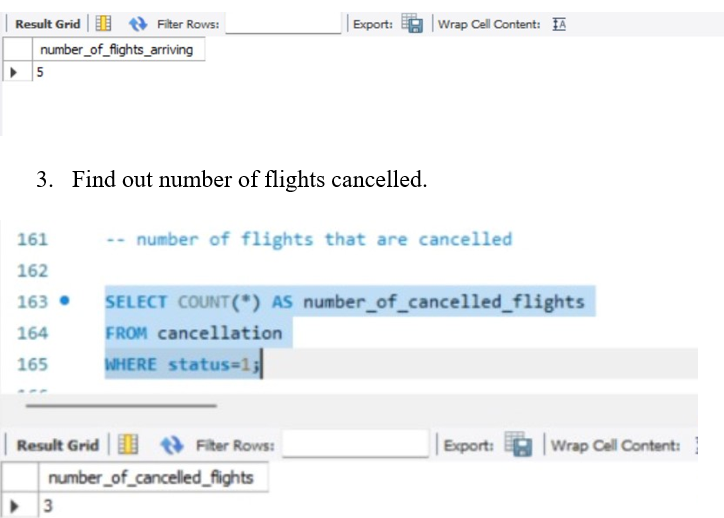 Result Grid Filter Rows: Export: Wrap Cell Content: IA
number_of_flights_arriving
5
3. Find out number of flights cancelled.
161 -- number of flights that are cancelled
162
163 SELECT COUNT(*) AS number_of_cancelled_flights
164 FROM cancellation
165 WHERE status=1;
Result Grid Filter Rows: Export: Wrap Cell Content:
number_of_cancelled_flights
3